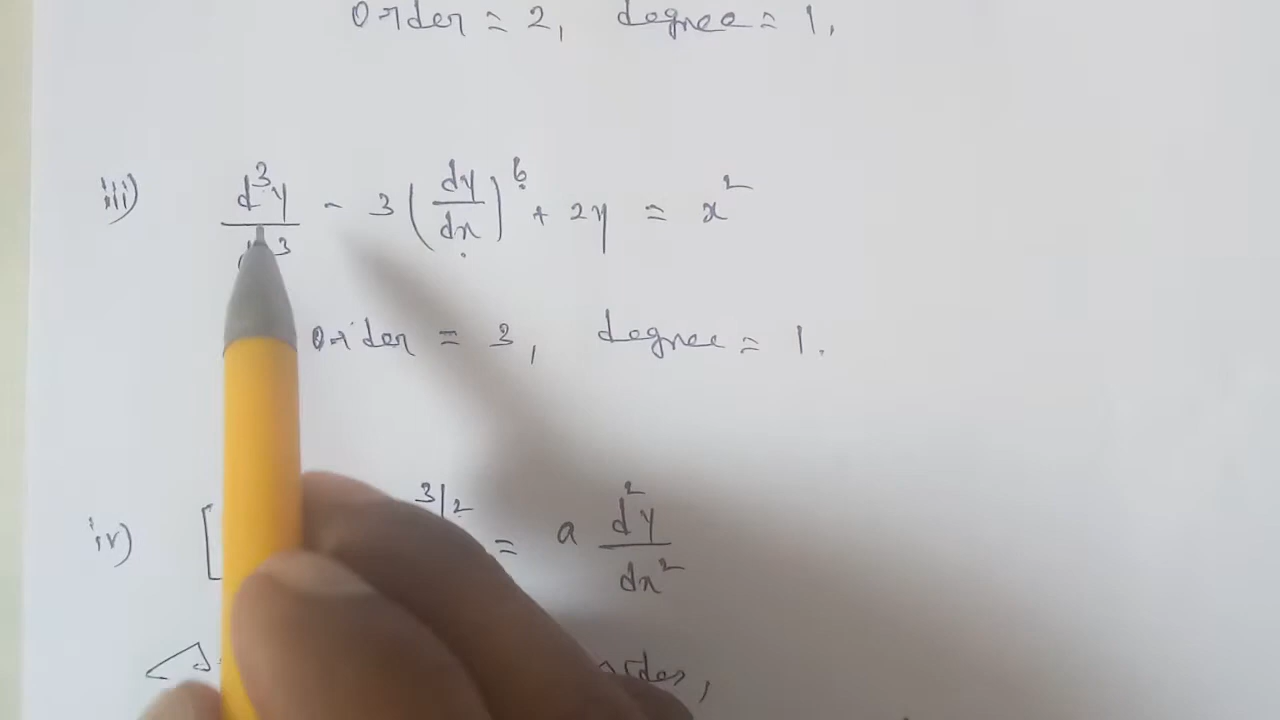 order = 2, degree = 1.
iii) d³y/dx³ - 3(dy/dx)⁶ + 2y = x²
order = 3, degree = 1.
iv) [ 3/2 = a d²y/dx²
order,